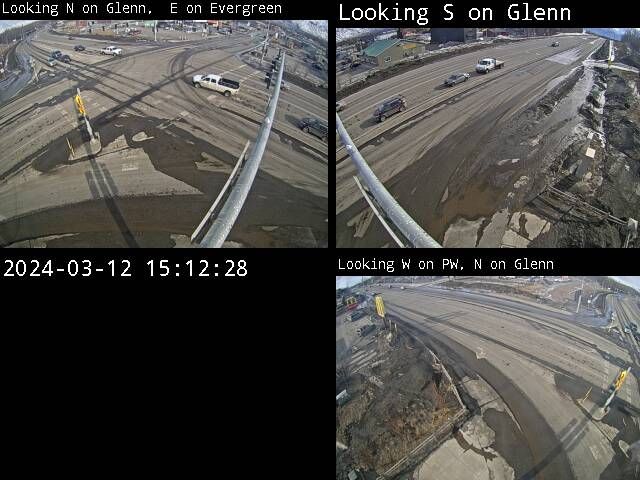 Looking N on Glenn,  E on Evergreen
Looking S on Glenn
2024-03-12 15:12:28
Looking W on PW, N on Glenn